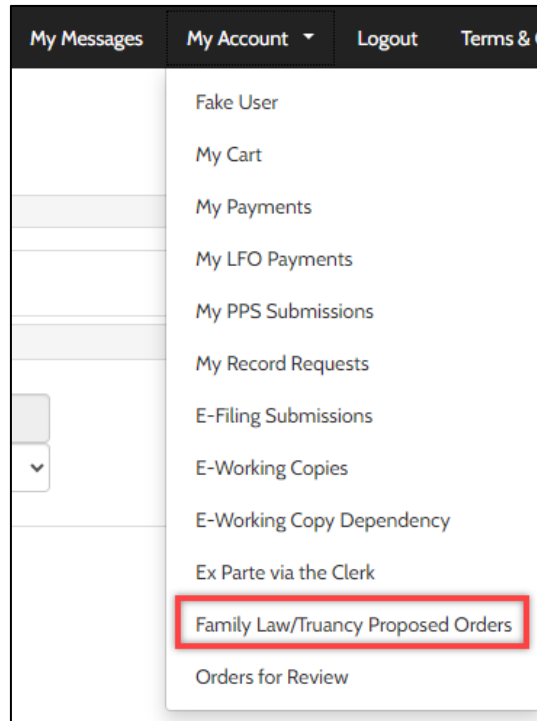 My Messages My Account Logout Terms &
Fake User
My Cart
My Payments
My LFO Payments
My PPS Submissions
My Record Requests
E-Filing Submissions
E-Working Copies
E-Working Copy Dependency
Ex Parte via the Clerk
Family Law/Truancy Proposed Orders
Orders for Review